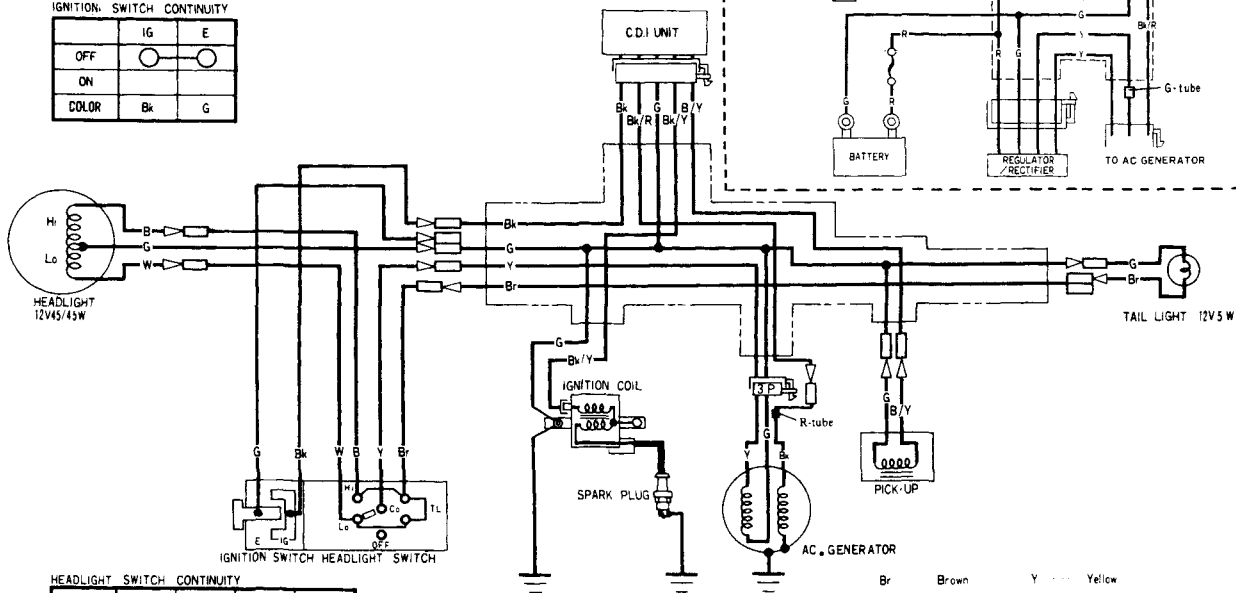 IGNITION, SWITCH CONTINUITY
IG E
OFF
ON
COLOR Bk G
C.D.I UNIT
Bk Bk/R G Bk/Y B/Y
G
R
Bk/R
Y
R G Y
G R
G-tube
BATTERY
REGULATOR
/RECTIFIER
TO AC GENERATOR
Hi
Lo
B
G
W
HEADLIGHT
12V45/45W
Bk
G
Y
Br
G
Br
TAIL LIGHT 12V5W
G
Bk/Y
IGNITION COIL
SPARK PLUG
3P
R-tube
Y G Bk
AC. GENERATOR
G B/Y
PICK-UP
G Bk W B Y Br
Hi
Co TL
Lo
E IG OFF
IGNITION SWITCH HEADLIGHT SWITCH
HEADLIGHT SWITCH CONTINUITY
Br Brown Y Yellow